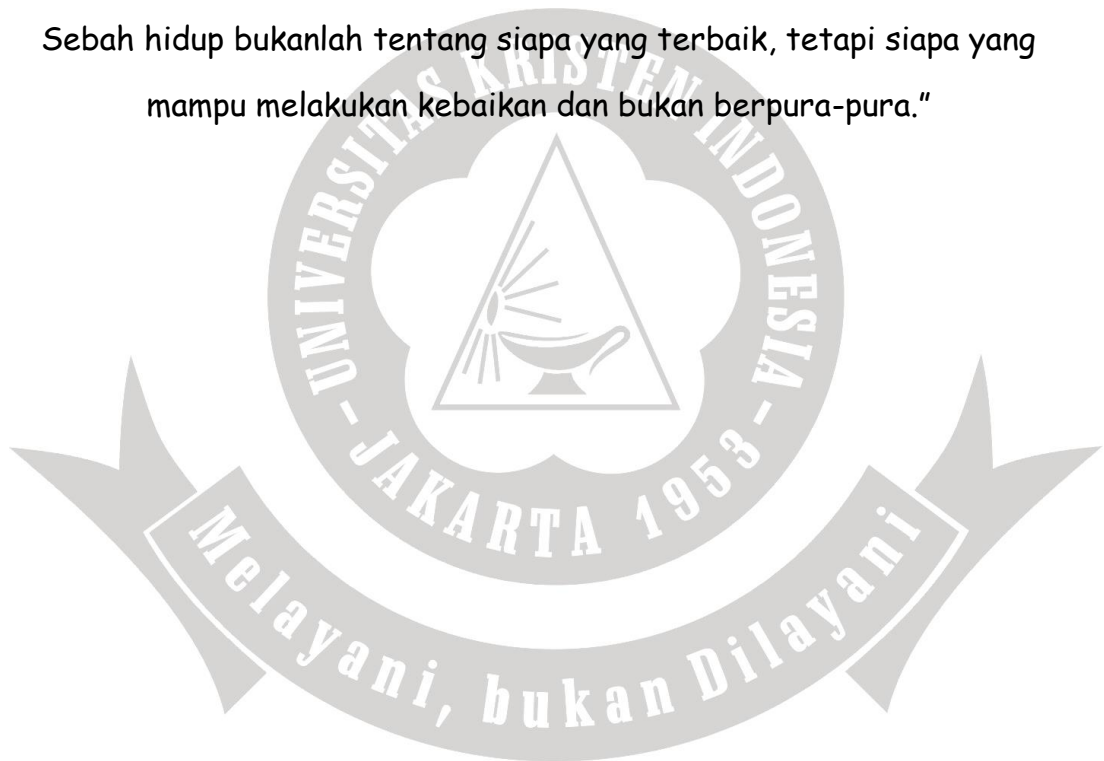 Sebah hidup bukanlah tentang siapa yang terbaik, tetapi siapa yang
mampu melakukan kebaikan dan bukan berpura-pura.”
UNIVERSITAS KRISTEN INDONESIA
- JAKARTA 1953 -
Melayani, bukan Dilayani